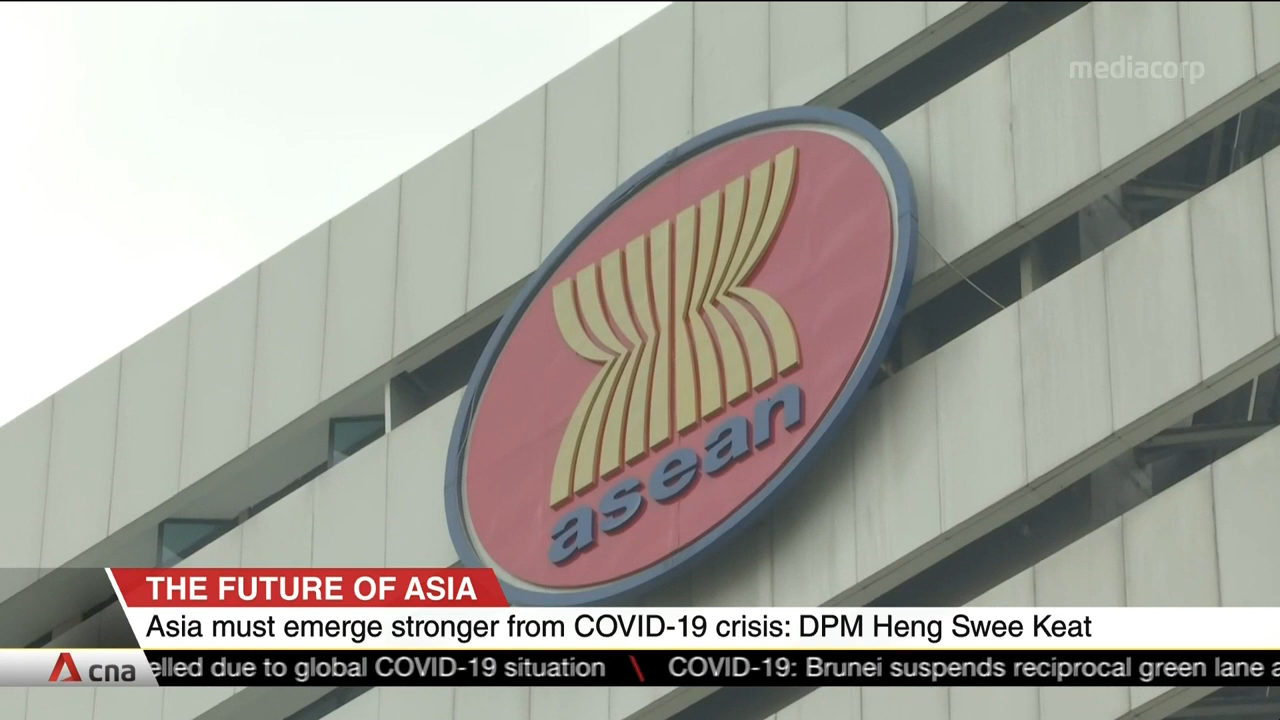 mediacorp
asean
THE FUTURE OF ASIA
Asia must emerge stronger from COVID-19 crisis: DPM Heng Swee Keat
cna
elled due to global COVID-19 situation \ COVID-19: Brunei suspends reciprocal green lane a